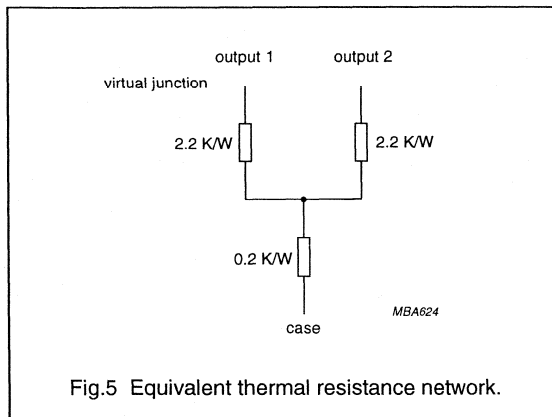 output 1 output 2
virtual junction
2.2 K/W 2.2 K/W
0.2 K/W
MBA624
case
Fig.5 Equivalent thermal resistance network.